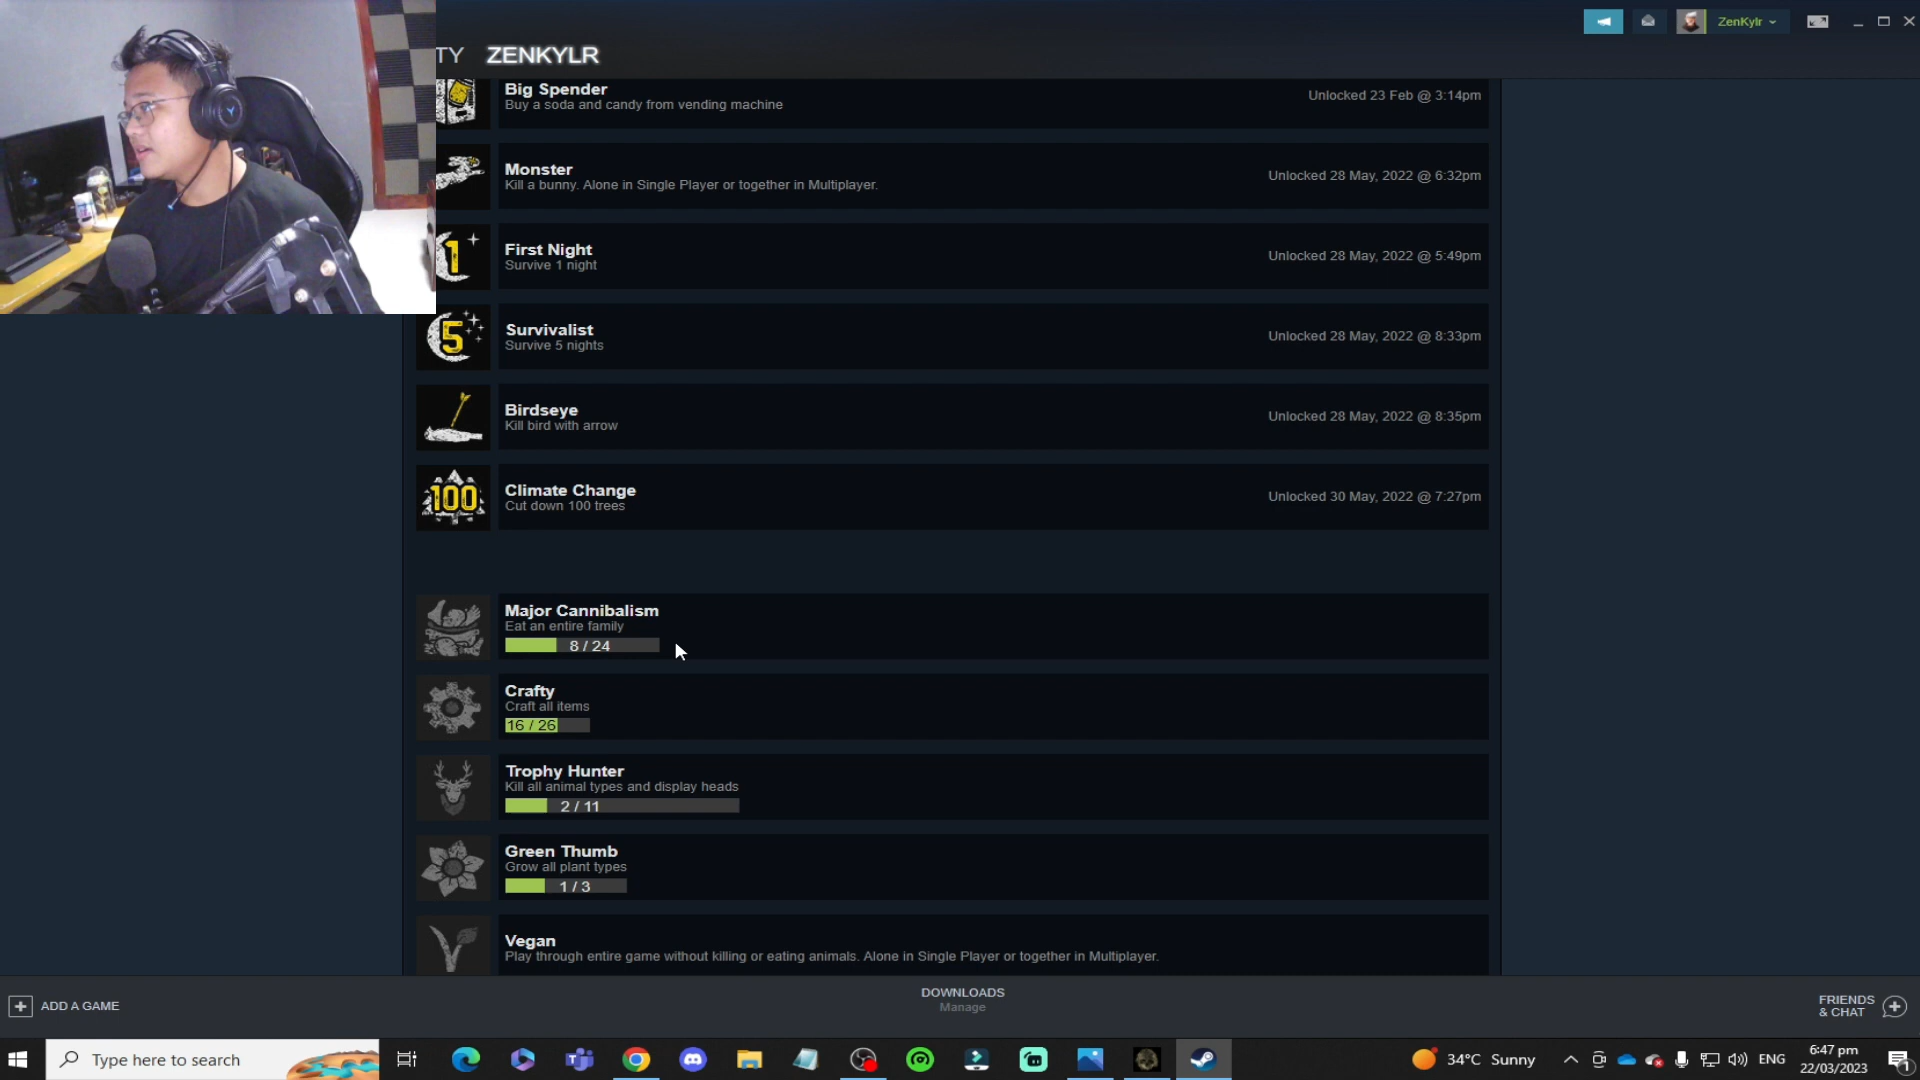 ZenKylr
TY ZENKYLR
Big Spender
Buy a soda and candy from vending machine
Unlocked 23 Feb @ 3:14pm
Monster
Kill a bunny. Alone in Single Player or together in Multiplayer.
Unlocked 28 May, 2022 @ 6:32pm
1
First Night
Survive 1 night
Unlocked 28 May, 2022 @ 5:49pm
5
Survivalist
Survive 5 nights
Unlocked 28 May, 2022 @ 8:33pm
Birdseye
Kill bird with arrow
Unlocked 28 May, 2022 @ 8:35pm
100
Climate Change
Cut down 100 trees
Unlocked 30 May, 2022 @ 7:27pm
Major Cannibalism
Eat an entire family
8 / 24
Crafty
Craft all items
16 / 26
Trophy Hunter
Kill all animal types and display heads
2 / 11
Green Thumb
Grow all plant types
1 / 3
Vegan
Play through entire game without killing or eating animals. Alone in Single Player or together in Multiplayer.
ADD A GAME
DOWNLOADS
Manage
FRIENDS
& CHAT
Type here to search
34°C Sunny
ENG
6:47 pm
22/03/2023
1